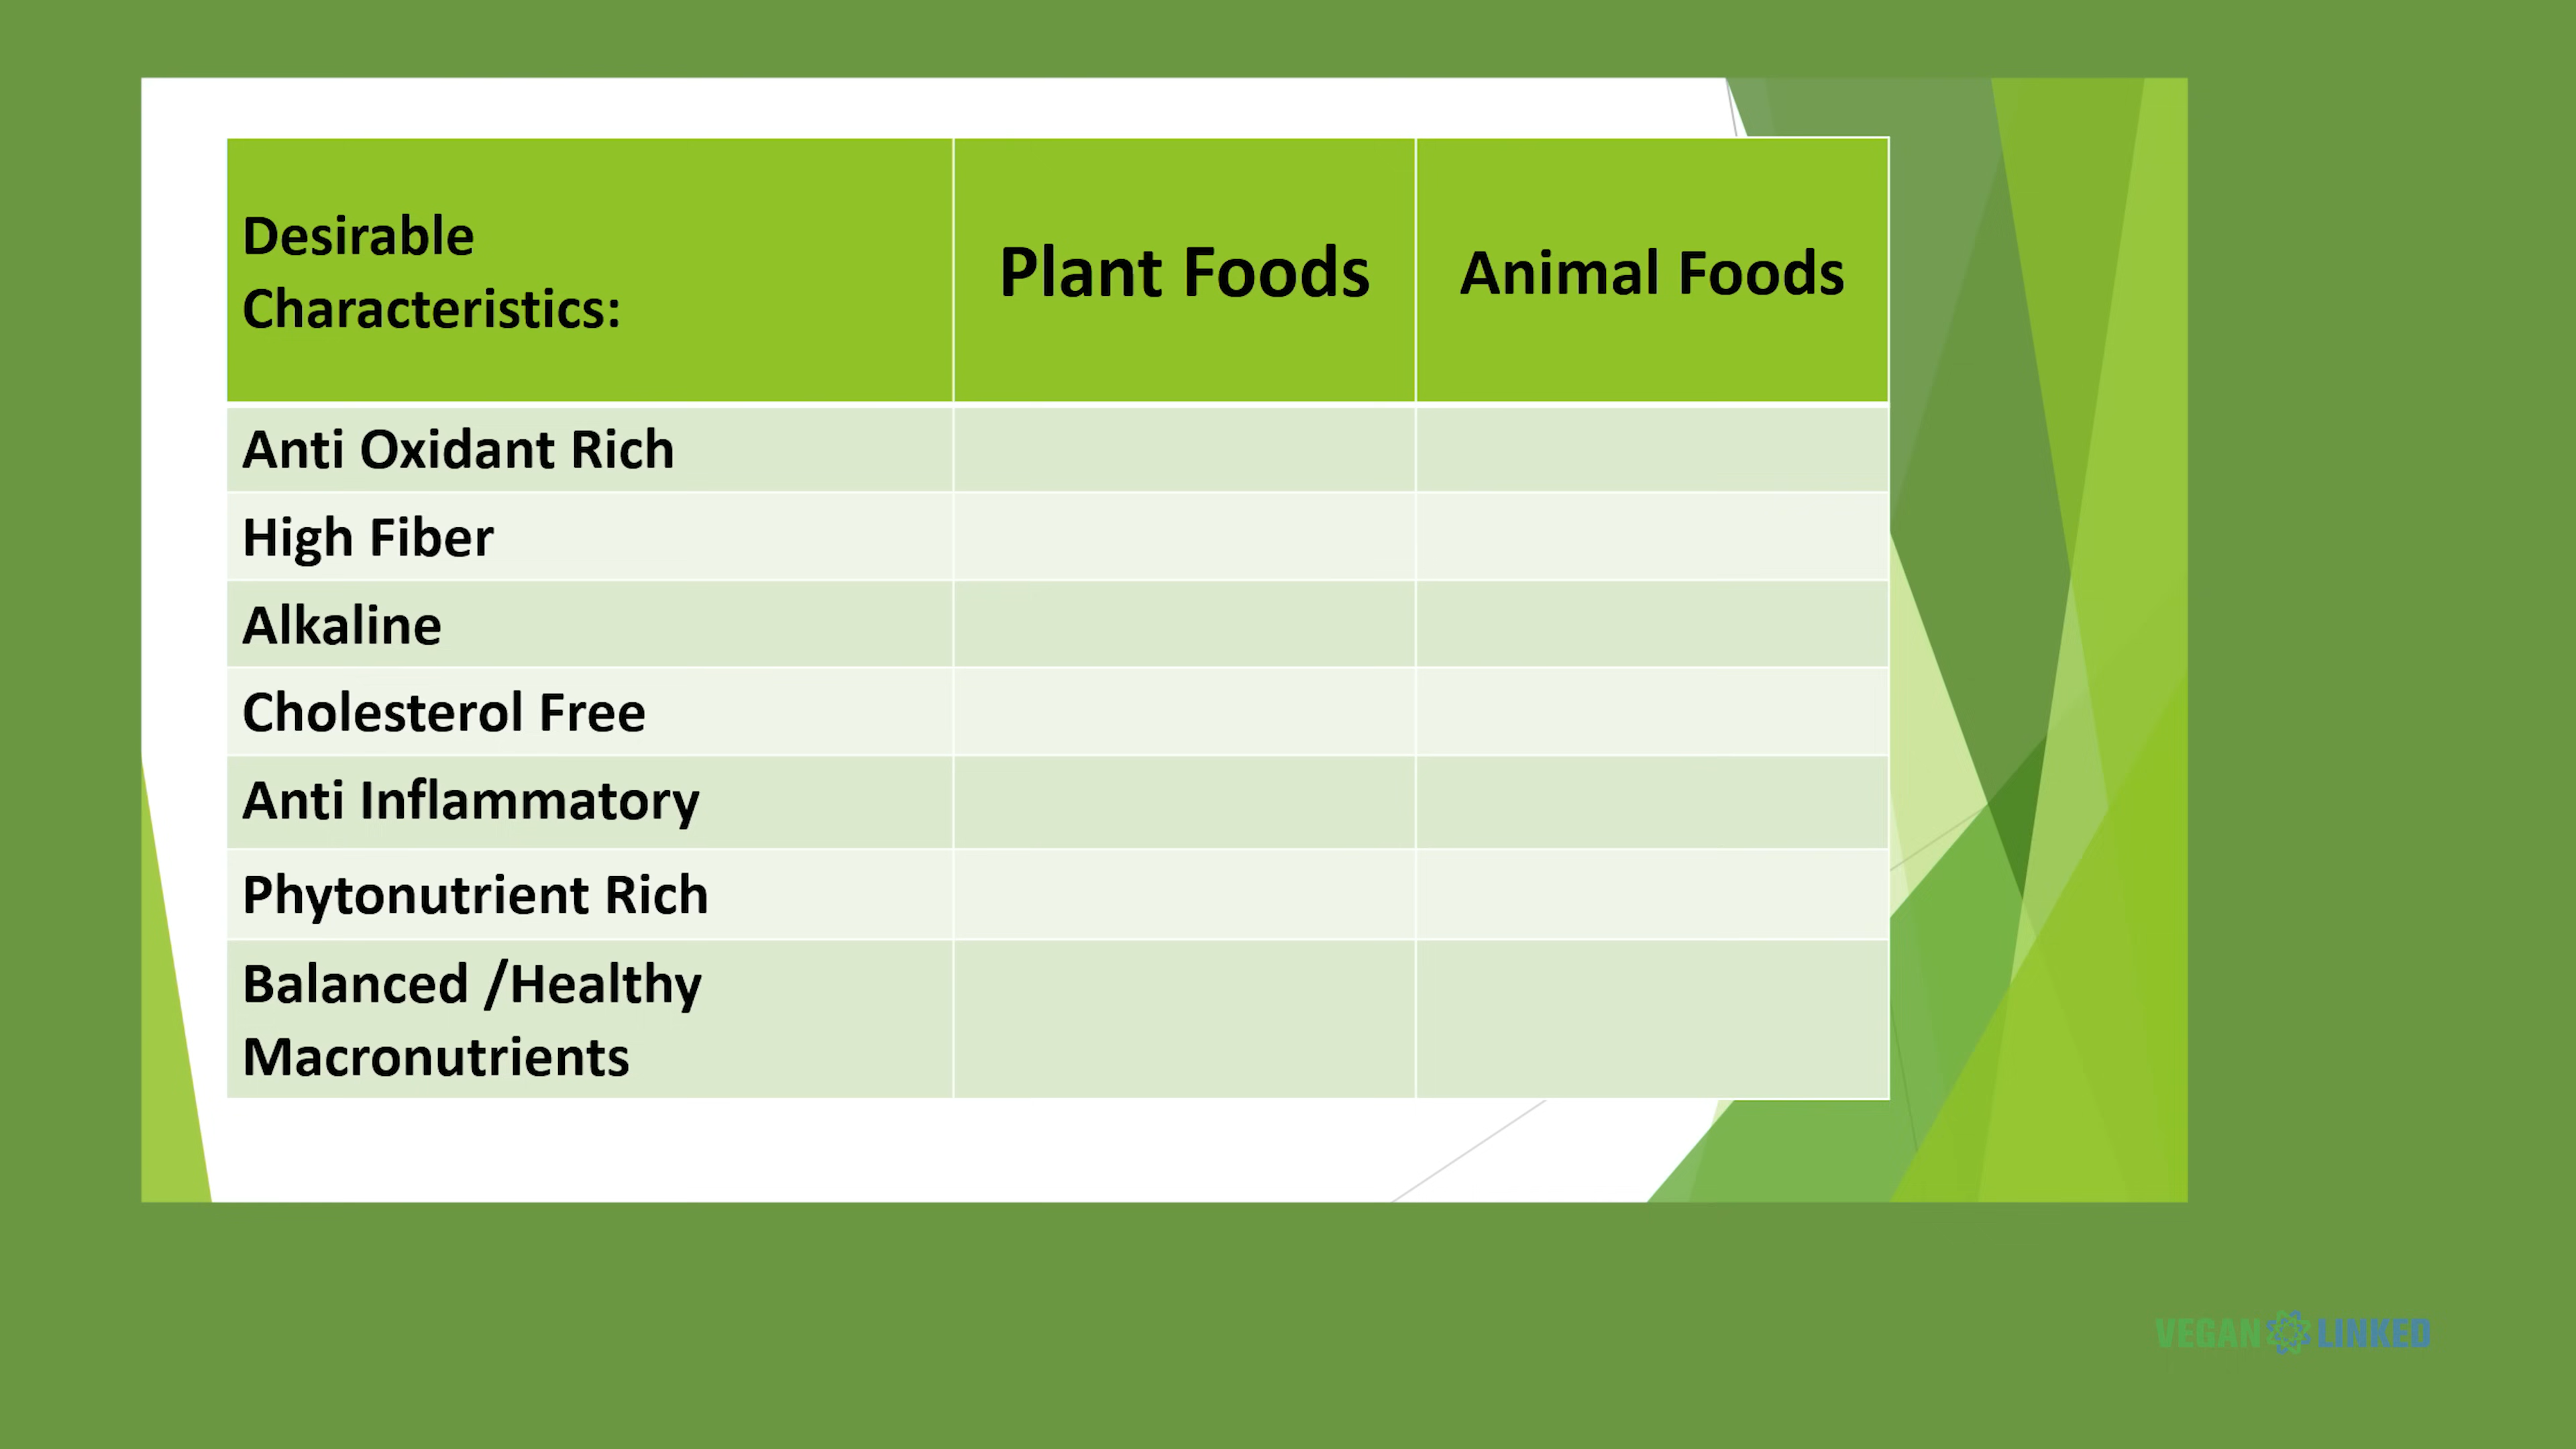 Desirable
Characteristics:
Plant Foods
Animal Foods
Anti Oxidant Rich
High Fiber
Alkaline
Cholesterol Free
Anti Inflammatory
Phytonutrient Rich
Balanced /Healthy
Macronutrients
VEGAN LINKED